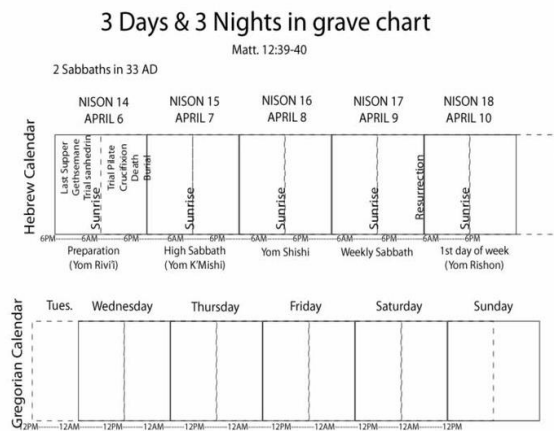 3 Days & 3 Nights in grave chart
Matt. 12:39-40
2 Sabbaths in 33 AD
NISON 14 NISON 15 NISON 16 NISON 17 NISON 18
APRIL 6 APRIL 7 APRIL 8 APRIL 9 APRIL 10
Hebrew Calendar
Last Supper
Gethsemane
Trial sanhedrin
Sunrise
Trial Pilate
Crucifixion
Death
Burial
Sunrise
Sunrise
Sunrise
Resurrection
Sunrise
6PM 6AM 6PM 6AM 6PM 6AM 6PM 6AM 6PM 6AM 6PM
Preparation High Sabbath Yom Shishi Weekly Sabbath 1st day of week
(Yom Rivi'i) (Yom K'Mishi) (Yom Rishon)
Gregorian Calendar
Tues. Wednesday Thursday Friday Saturday Sunday
12PM 12AM 12PM 12AM 12PM 12AM 12PM 12AM 12PM 12PM